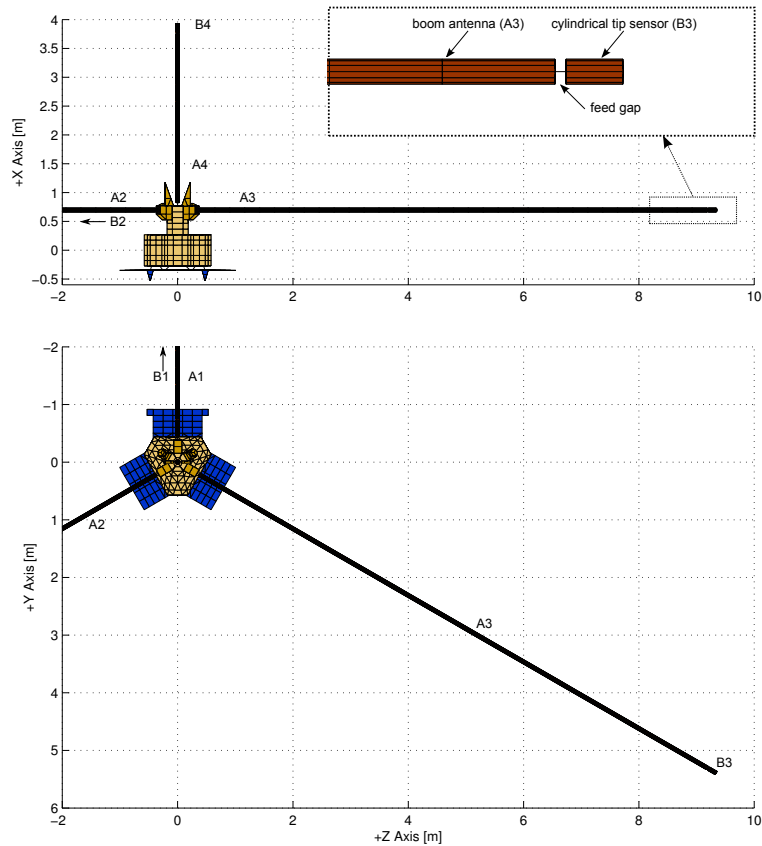 boom antenna (A3)
cylindrical tip sensor (B3)
feed gap
+X Axis [m]
4
3.5
3
2.5
2
1.5
1
0.5
0
−0.5
B4
A4
A2
A3
B2
−2
0
2
4
6
8
10
+Y Axis [m]
−2
−1
0
1
2
3
4
5
6
B1
A1
A2
A3
B3
−2
0
2
4
6
8
10
+Z Axis [m]